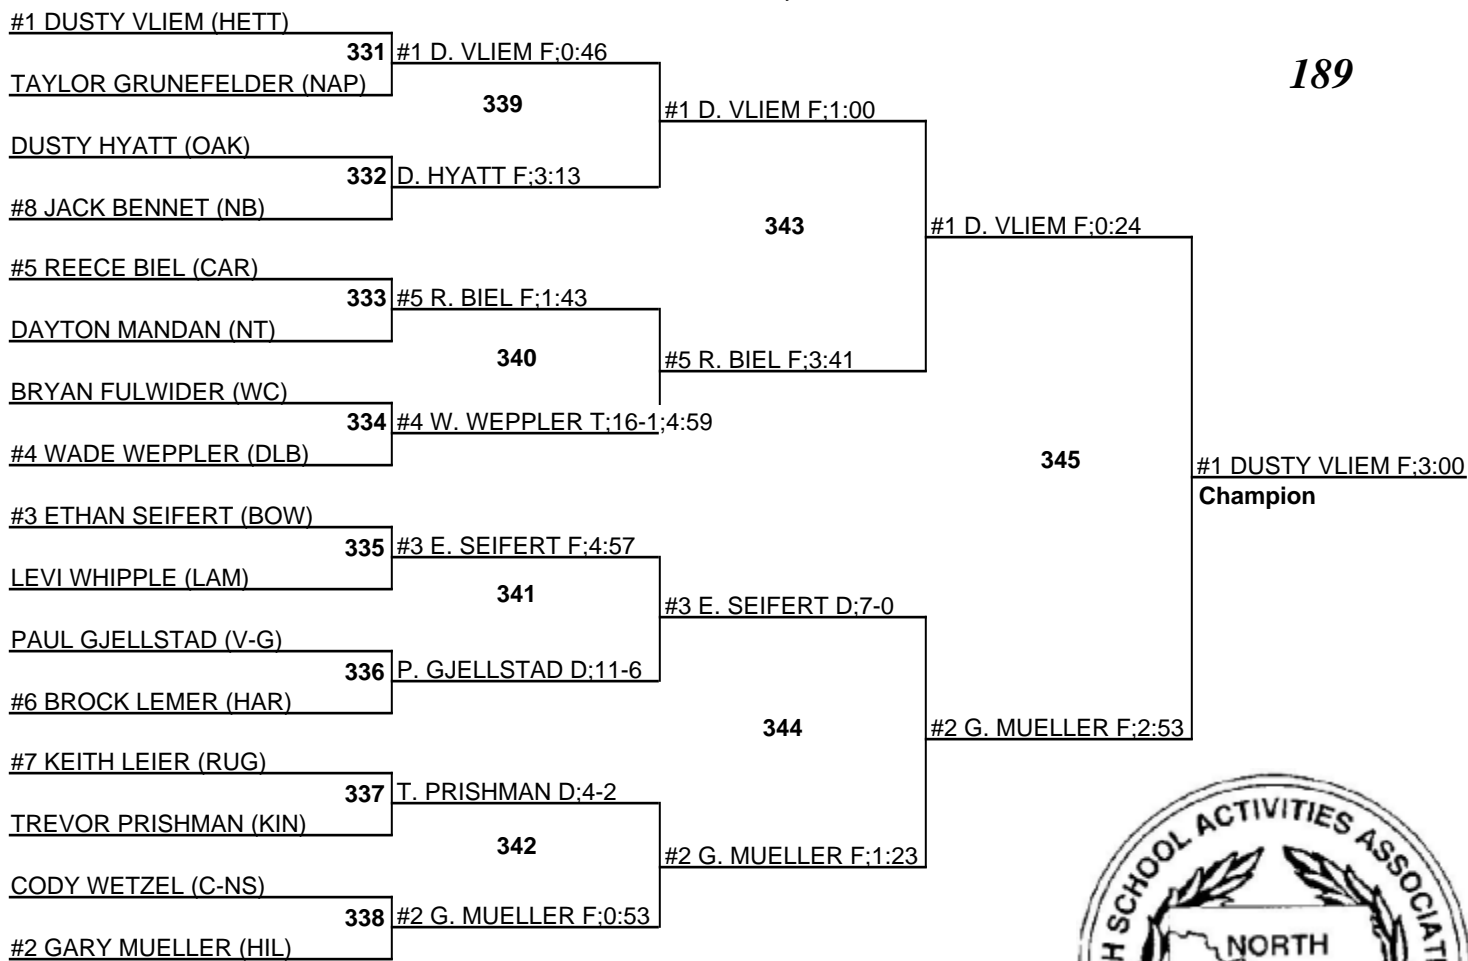 #1 DUSTY VLIEM (HETT)
331 #1 D. VLIEM F;0:46
TAYLOR GRUNEFELDER (NAP)
189
339
#1 D. VLIEM F;1:00
DUSTY HYATT (OAK)
332 D. HYATT F;3:13
#8 JACK BENNET (NB)
343
#1 D. VLIEM F;0:24
#5 REECE BIEL (CAR)
333 #5 R. BIEL F;1:43
DAYTON MANDAN (NT)
340
#5 R. BIEL F;3:41
BRYAN FULWIDER (WC)
334 #4 W. WEPPLER T;16-1;4:59
#4 WADE WEPPLER (DLB)
345
#1 DUSTY VLIEM F;3:00
Champion
#3 ETHAN SEIFERT (BOW)
335 #3 E. SEIFERT F;4:57
LEVI WHIPPLE (LAM)
341
#3 E. SEIFERT D;7-0
PAUL GJELLSTAD (V-G)
336 P. GJELLSTAD D;11-6
#6 BROCK LEMER (HAR)
344
#2 G. MUELLER F;2:53
#7 KEITH LEIER (RUG)
337 T. PRISHMAN D;4-2
TREVOR PRISHMAN (KIN)
342
#2 G. MUELLER F;1:23
CODY WETZEL (C-NS)
338 #2 G. MUELLER F;0:53
#2 GARY MUELLER (HIL)
SCHOOL ACTIVITIES
NORTH